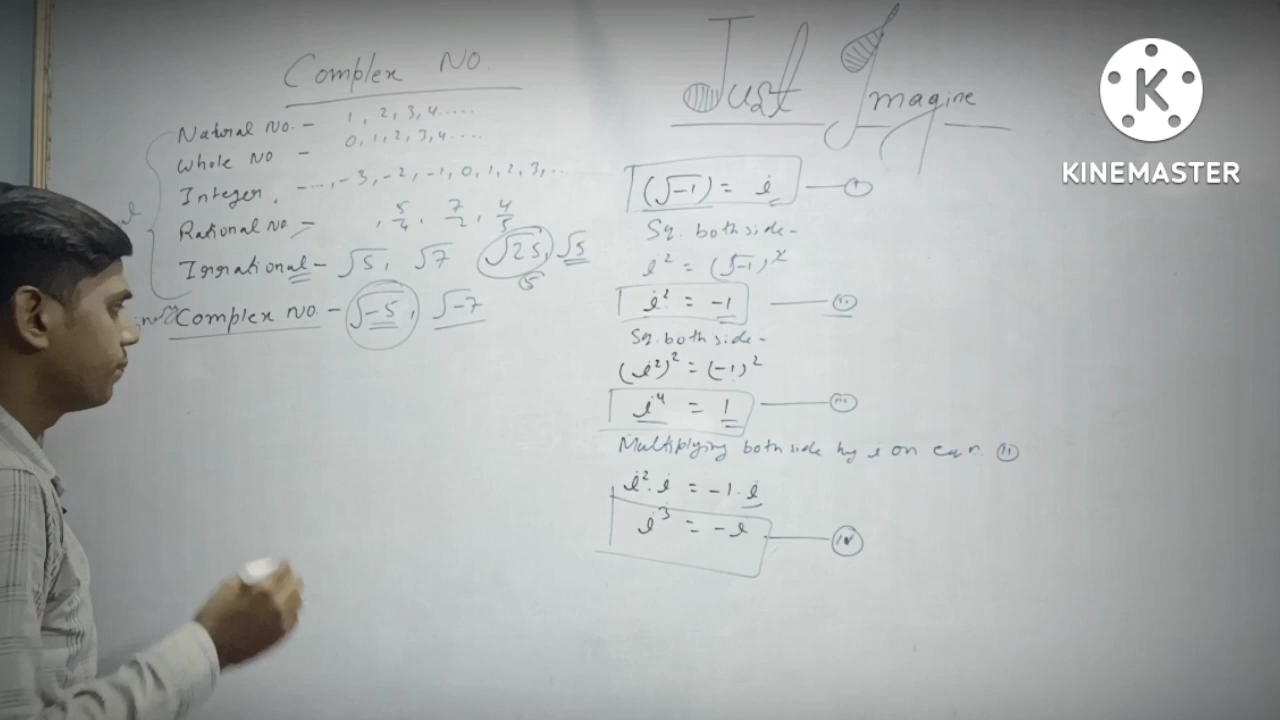 Complex No.
Natural No. - 1, 2, 3, 4.....
Whole No - 0, 1, 2, 3, 4.....
Integer. -...., -3, -2, -1, 0, 1, 2, 3,...
Rational No - , 5/4, 7/2, 4/5
Irrational - √5, √7 √25, √5
5
Complex no - √-5, √-7
Just Imagine
(√-1) = i — (I)
Sq. both side -
i² = (√-1)²
i² = -1 — (II)
Sq. both side -
(i²)² = (-1)²
i⁴ = 1 — (III)
Multiplying both side by i on eqn. (II)
i². i = -1. i
i³ = -i — (IV)
K
KINEMASTER